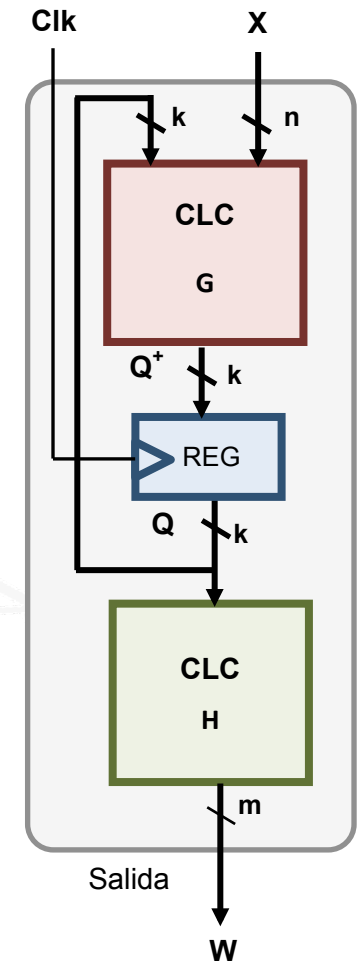 Clk X
k n
CLC
G
Q⁺ k
REG
Q k
CLC
H
m
Salida
W